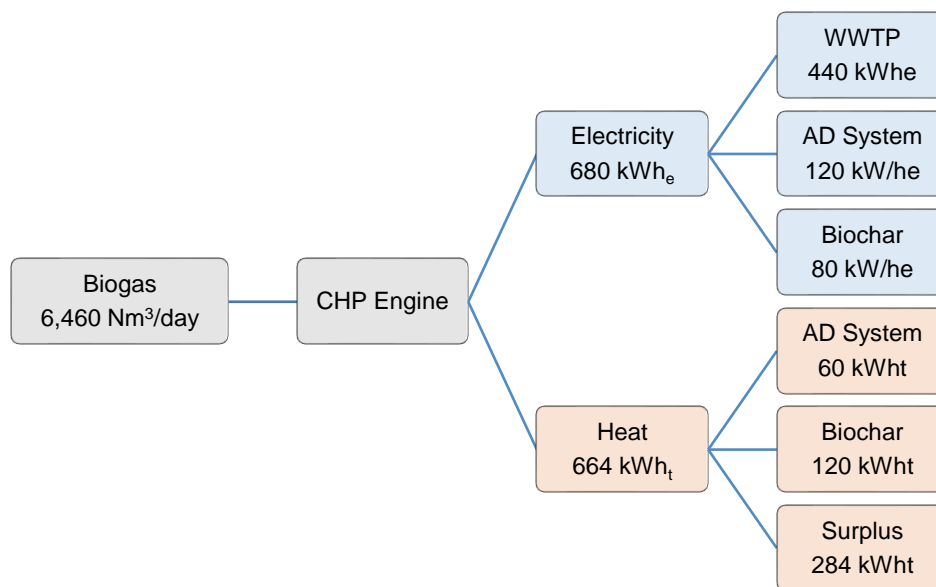 Biogas
6,460 Nm³/day
CHP Engine
Electricity
680 kWhₑ
WWTP
440 kWhe
AD System
120 kW/he
Biochar
80 kW/he
Heat
664 kWhₜ
AD System
60 kWht
Biochar
120 kWht
Surplus
284 kWht